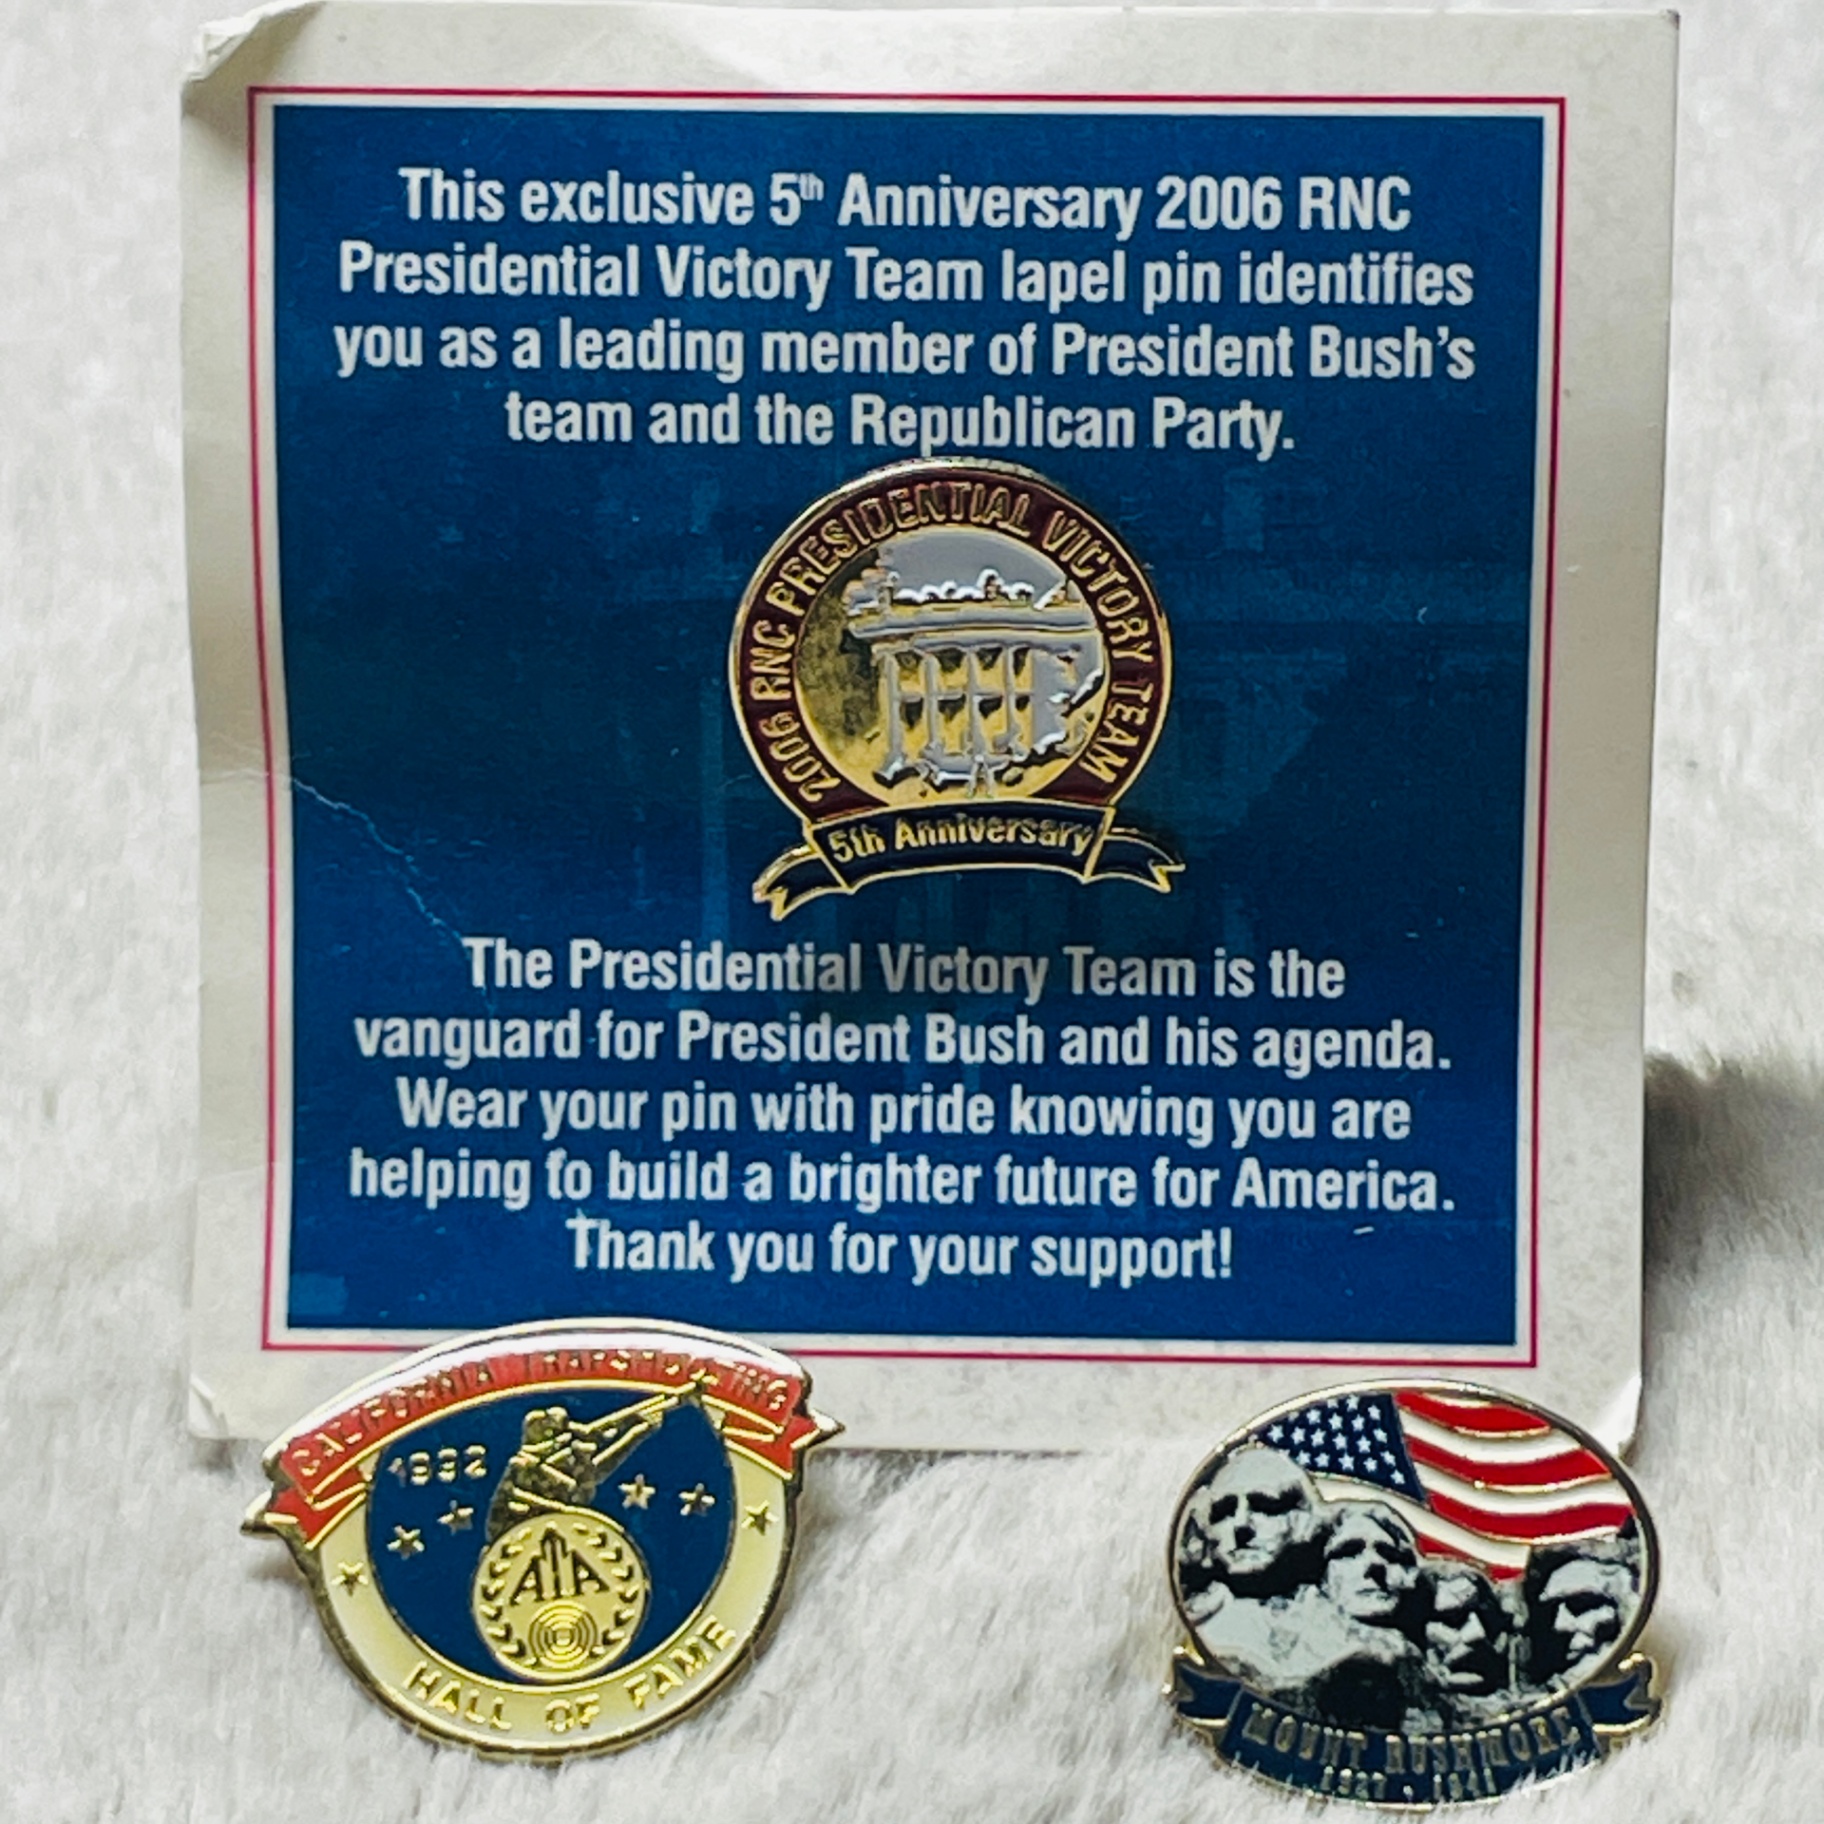 This exclusive 5th Anniversary 2006 RNC
Presidential Victory Team lapel pin identifies
you as a leading member of President Bush's
team and the Republican Party.
2006 RNC PRESIDENTIAL VICTORY TEAM
5th Anniversary
The Presidential Victory Team is the
vanguard for President Bush and his agenda.
Wear your pin with pride knowing you are
helping to build a brighter future for America.
Thank you for your support!
CALIFORNIA TRAPSHOOTING
1992
ATA
HALL OF FAME
MOUNT RUSHMORE
1927 • 1941